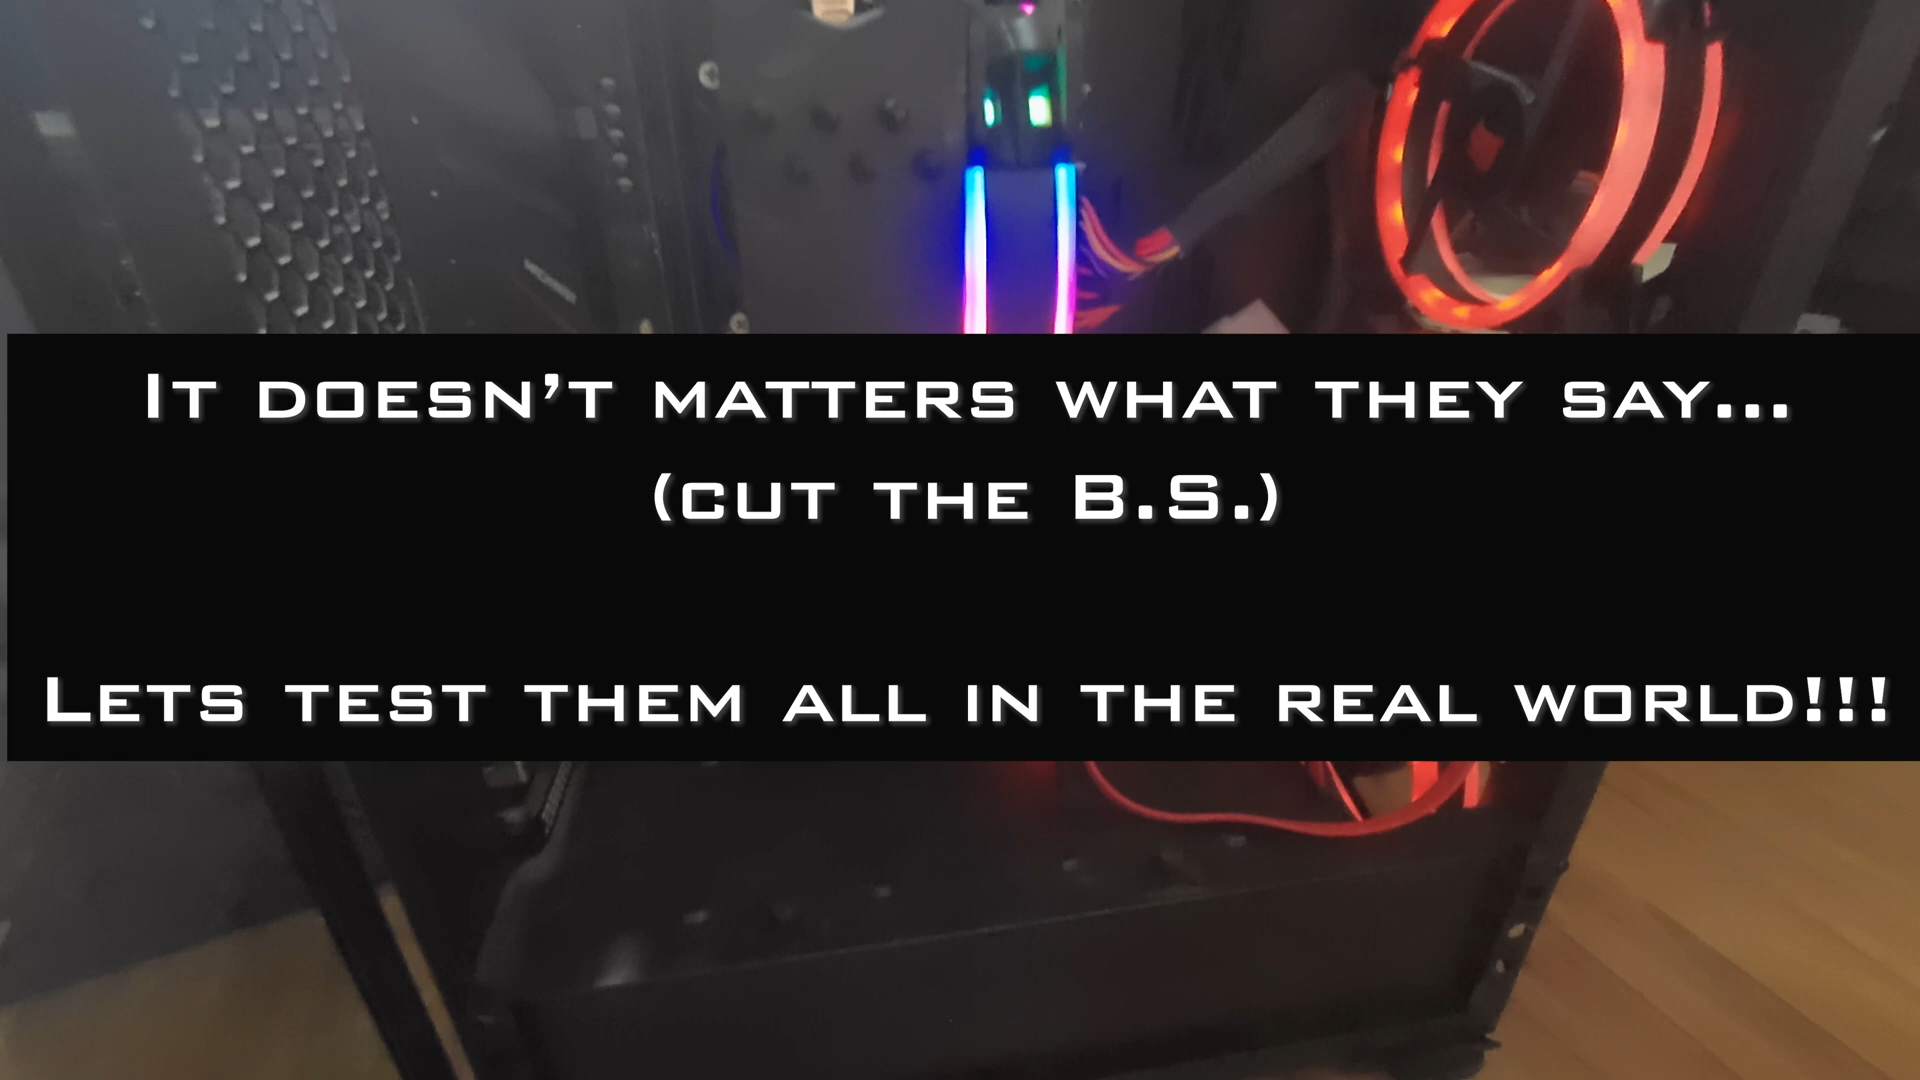 It doesn't matters what they say...
(cut the B.S.)
Lets test them all in the real world!!!